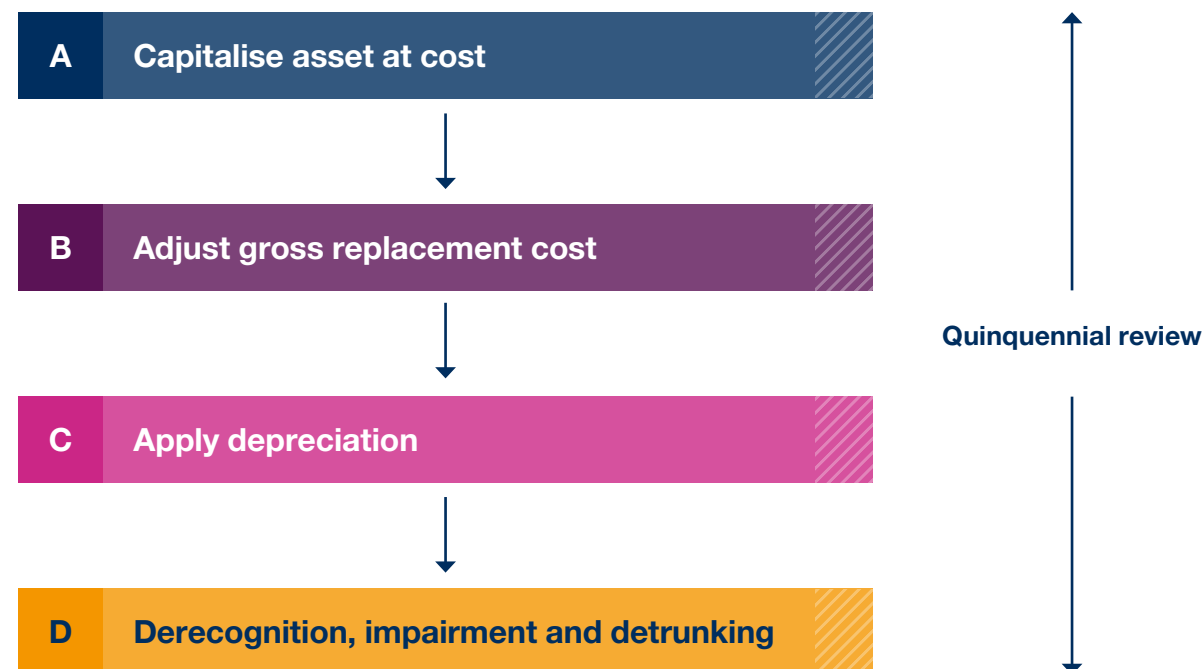 A Capitalise asset at cost
B Adjust gross replacement cost
Quinquennial review
C Apply depreciation
D Derecognition, impairment and detrunking